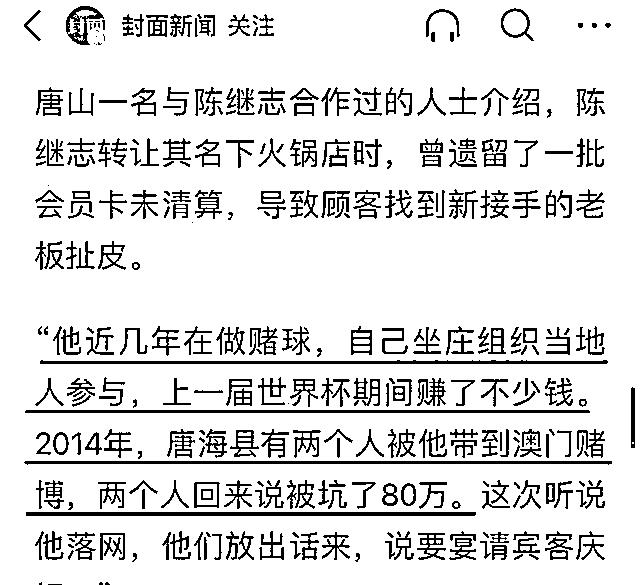 封面新闻 关注
唐山一名与陈继志合作过的人士介绍，陈
继志转让其名下火锅店时，曾遗留了一批
会员卡未清算，导致顾客找到新接手的老
板扯皮。
“他近几年在做赌球，自己坐庄组织当地
人参与，上一届世界杯期间赚了不少钱。
2014年，唐海县有两个人被他带到澳门赌
博，两个人回来说被坑了80万。这次听说
他落网，他们放出话来，说要宴请宾客庆